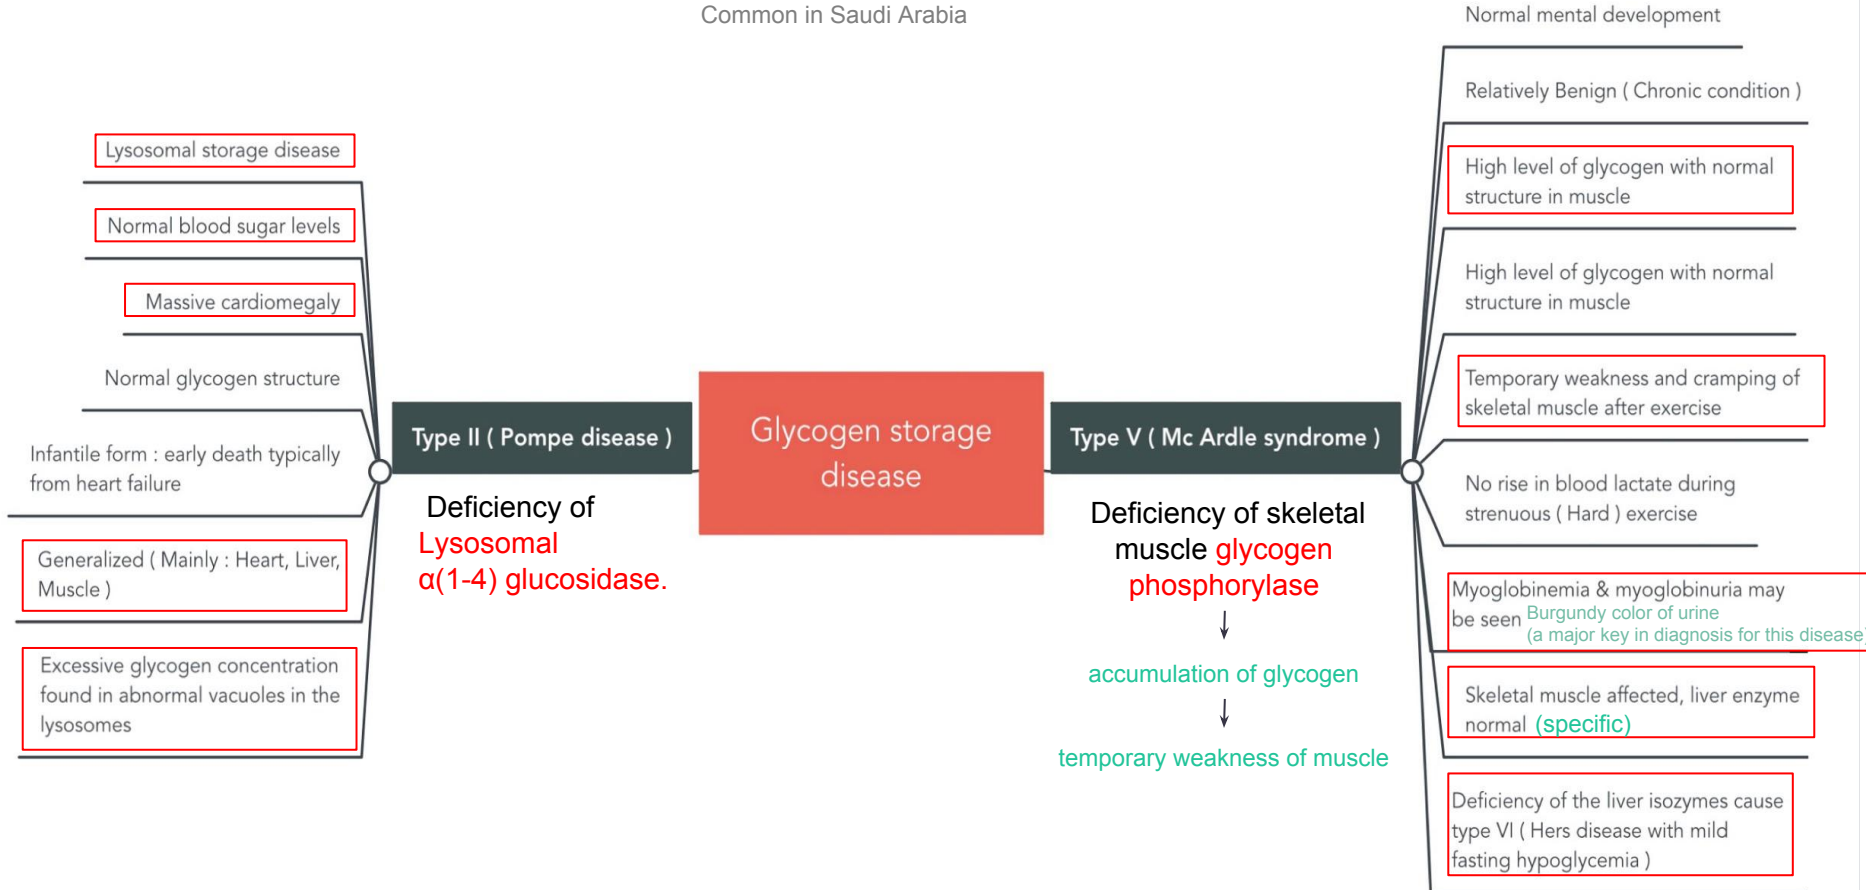 Common in Saudi Arabia
Lysosomal storage disease
Normal blood sugar levels
Massive cardiomegaly
Normal glycogen structure
Infantile form : early death typically
from heart failure
Generalized ( Mainly : Heart, Liver,
Muscle )
Excessive glycogen concentration
found in abnormal vacuoles in the
lysosomes
Type II ( Pompe disease )
Deficiency of
Lysosomal
α(1-4) glucosidase.
Glycogen storage
disease
Type V ( Mc Ardle syndrome )
Deficiency of skeletal
muscle glycogen
phosphorylase
↓
accumulation of glycogen
↓
temporary weakness of muscle
Normal mental development
Relatively Benign ( Chronic condition )
High level of glycogen with normal
structure in muscle
High level of glycogen with normal
structure in muscle
Temporary weakness and cramping of
skeletal muscle after exercise
No rise in blood lactate during
strenuous ( Hard ) exercise
Myoglobinemia & myoglobinuria may
be seen Burgundy color of urine
(a major key in diagnosis for this disease)
Skeletal muscle affected, liver enzyme
normal (specific)
Deficiency of the liver isozymes cause
type VI ( Hers disease with mild
fasting hypoglycemia )